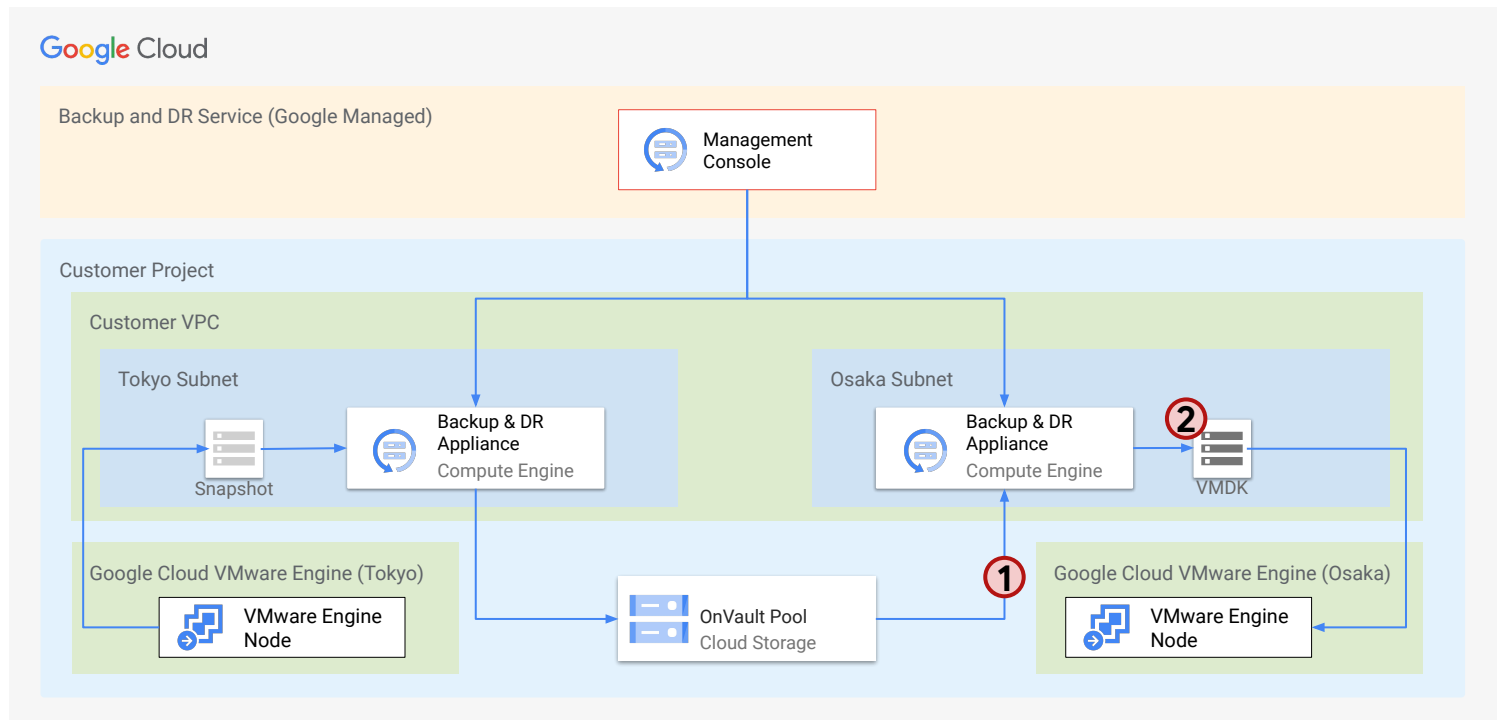 Google Cloud
Backup and DR Service (Google Managed)
Management
Console
Customer Project
Customer VPC
Tokyo Subnet
Snapshot
Backup & DR
Appliance
Compute Engine
Osaka Subnet
Backup & DR
Appliance
Compute Engine
2
VMDK
Google Cloud VMware Engine (Tokyo)
VMware Engine
Node
OnVault Pool
Cloud Storage
1
Google Cloud VMware Engine (Osaka)
VMware Engine
Node